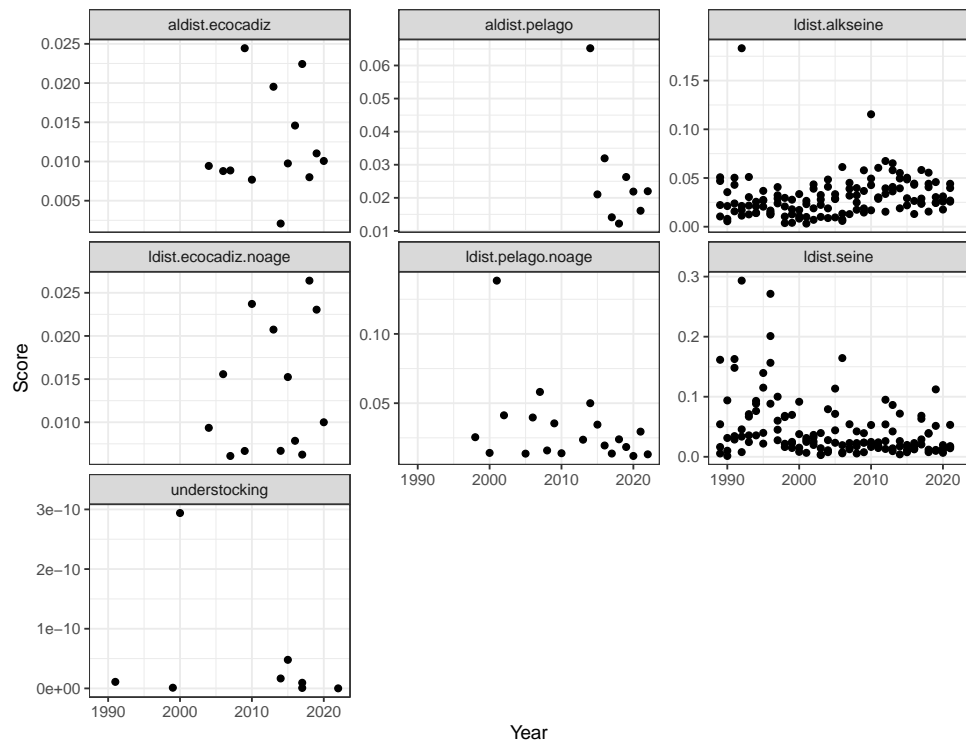 aldist.ecocadiz
aldist.pelago
ldist.alkseine
0.025
0.020
0.015
0.010
0.005
0.06
0.05
0.04
0.03
0.02
0.01
0.15
0.10
0.05
0.00
ldist.ecocadiz.noage
ldist.pelago.noage
ldist.seine
0.025
0.020
0.015
0.010
0.10
0.05
0.3
0.2
0.1
0.0
1990 2000 2010 2020
1990 2000 2010 2020
understocking
3e-10
2e-10
1e-10
0e+00
1990 2000 2010 2020
Score
Year